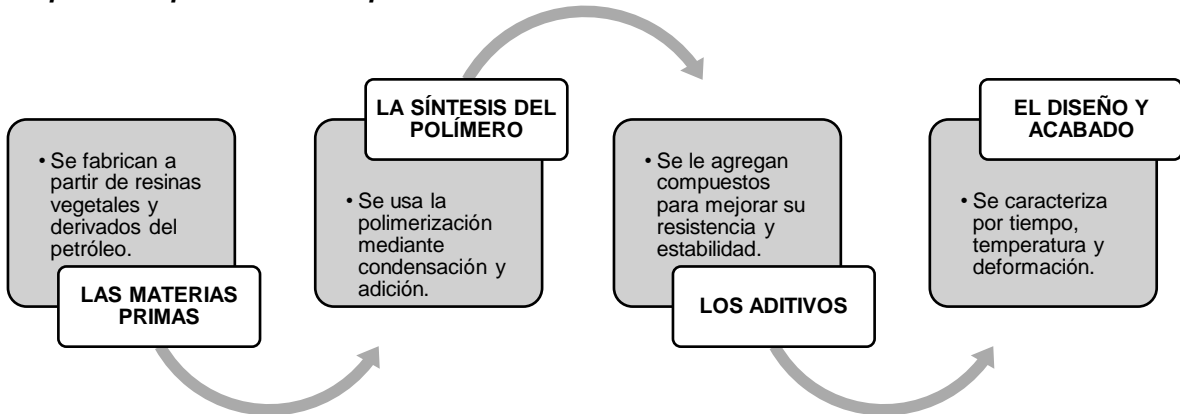 • Se fabrican a
partir de resinas
vegetales y
derivados del
petróleo.
LAS MATERIAS
PRIMAS
LA SÍNTESIS DEL
POLÍMERO
• Se usa la
polimerización
mediante
condensación y
adición.
• Se le agregan
compuestos
para mejorar su
resistencia y
estabilidad.
LOS ADITIVOS
EL DISEÑO Y
ACABADO
• Se caracteriza
por tiempo,
temperatura y
deformación.